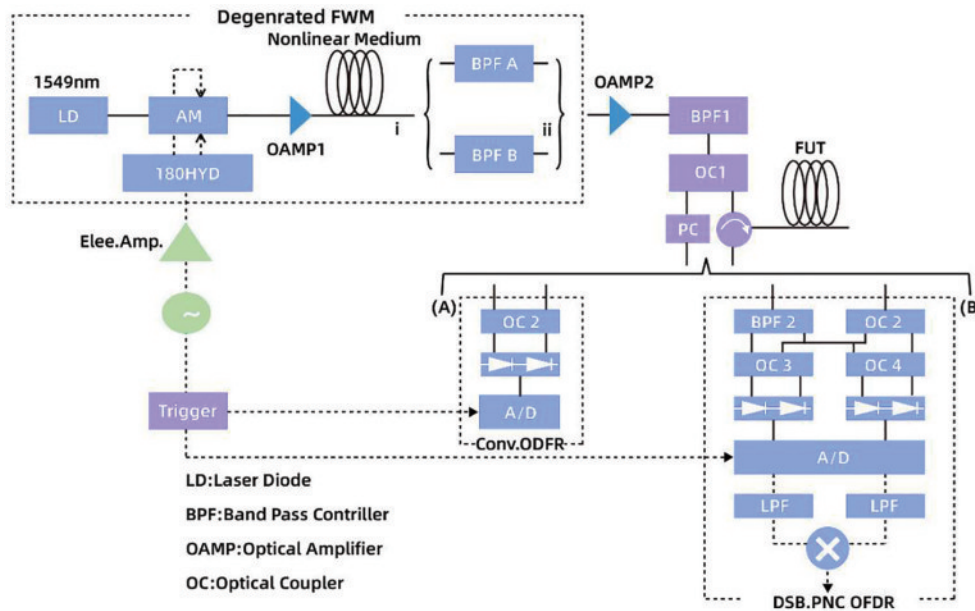 Degenrated FWM
Nonlinear Medium
1549nm
LD
AM
OAMP1
180HYD
i
BPF A
BPF B
ii
OAMP2
BPF1
OC1
PC
FUT
Elee.Amp.
~
Trigger
(A)
OC 2
A/D
Conv.ODFR
(B
BPF 2
OC 2
OC 3
OC 4
A/D
LPF
LPF
DSB.PNC OFDR
LD:Laser Diode
BPF:Band Pass Contriller
OAMP:Optical Amplifier
OC:Optical Coupler